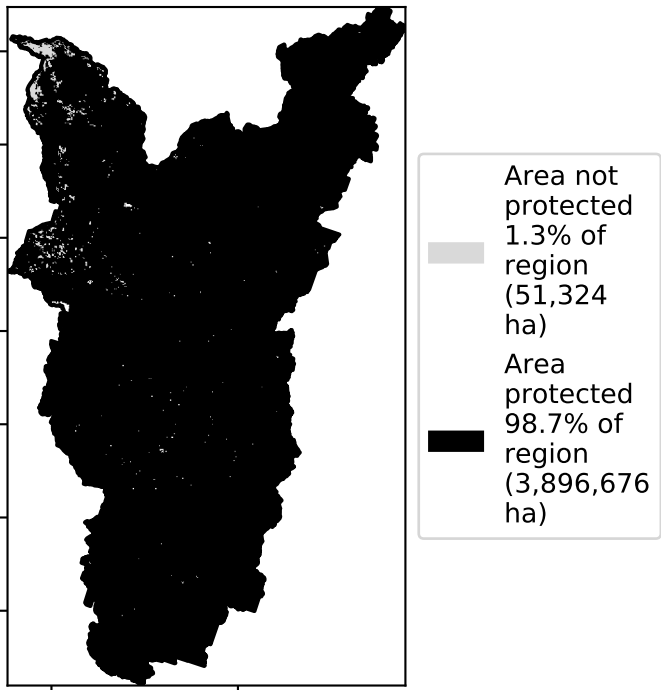 Area not
protected
1.3% of
region
(51,324
ha)
Area
protected
98.7% of
region
(3,896,676
ha)